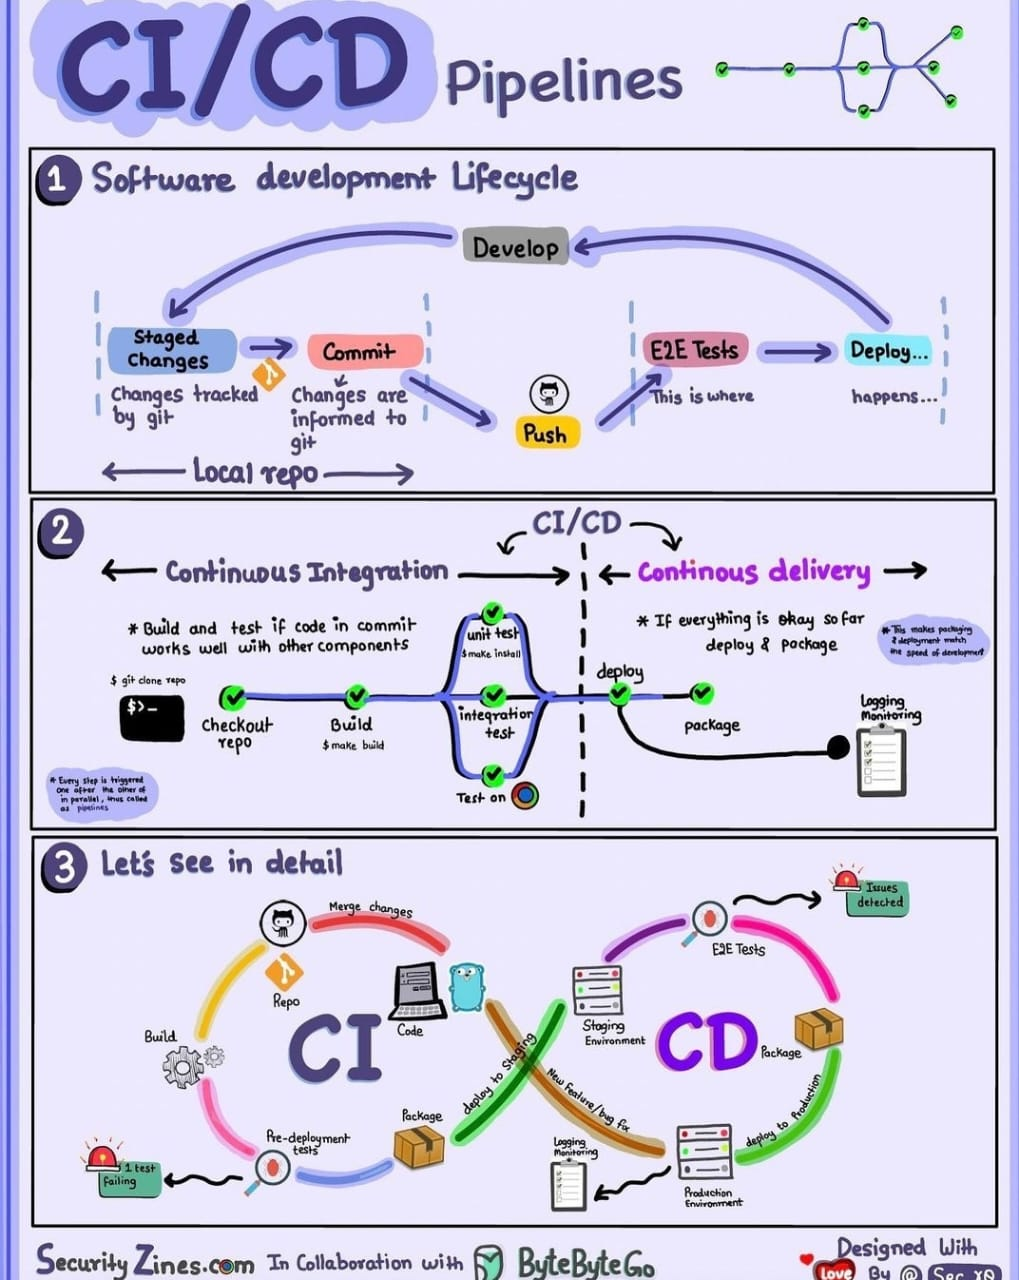 CI/CD Pipelines
1 Software development Lifecycle
Develop
Staged
Changes
Commit
E2E Tests
Deploy...
Changes tracked
by git
Changes are
informed to
git
This is where
happens...
Push
Local repo
2
CI/CD
Continuous Integration
Continous delivery
* Build and test if code in commit
works well with other components
* If everything is okay so far
deploy & package
* This makes packaging
& deployment match
the speed of development
$ git clone repo
$>_
Checkout
repo
Build
$ make build
unit test
$ make install
integration
test
Test on
deploy
package
Logging
Monitoring
* Every step is triggered
one after the other or
in parallel, thus called
as pipelines
3 Let's see in detail
Merge changes
Repo
Code
Build
CI
Pre-deployment
tests
1 test
failing
Package
deploy to Staging
New feature/bug fix
Staging
Environment
E2E Tests
Issues
detected
CD
Package
deploy to Production
Production
Environment
Logging
Monitoring
SecurityZines.com In Collaboration with ByteByteGo
Designed With
Love By @